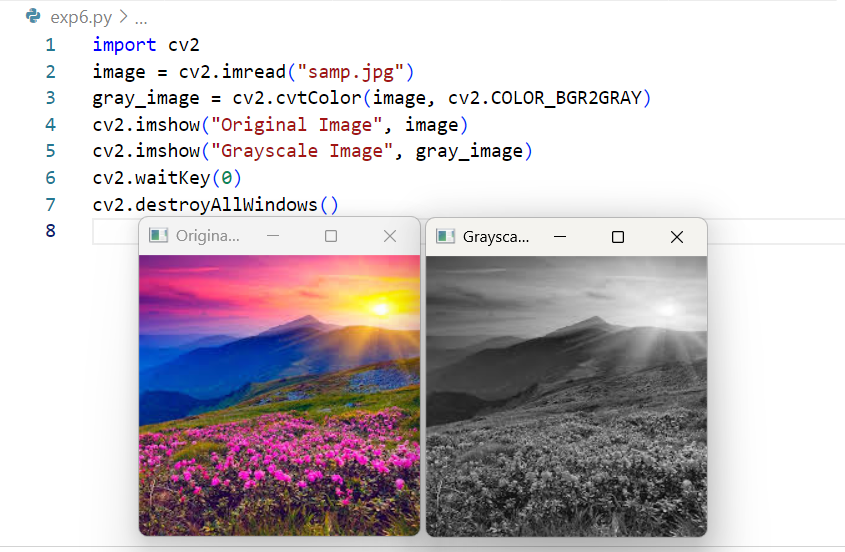 exp6.py > ...
1 import cv2
2 image = cv2.imread("samp.jpg")
3 gray_image = cv2.cvtColor(image, cv2.COLOR_BGR2GRAY)
4 cv2.imshow("Original Image", image)
5 cv2.imshow("Grayscale Image", gray_image)
6 cv2.waitKey(0)
7 cv2.destroyAllWindows()
8
Origina... Graysca...